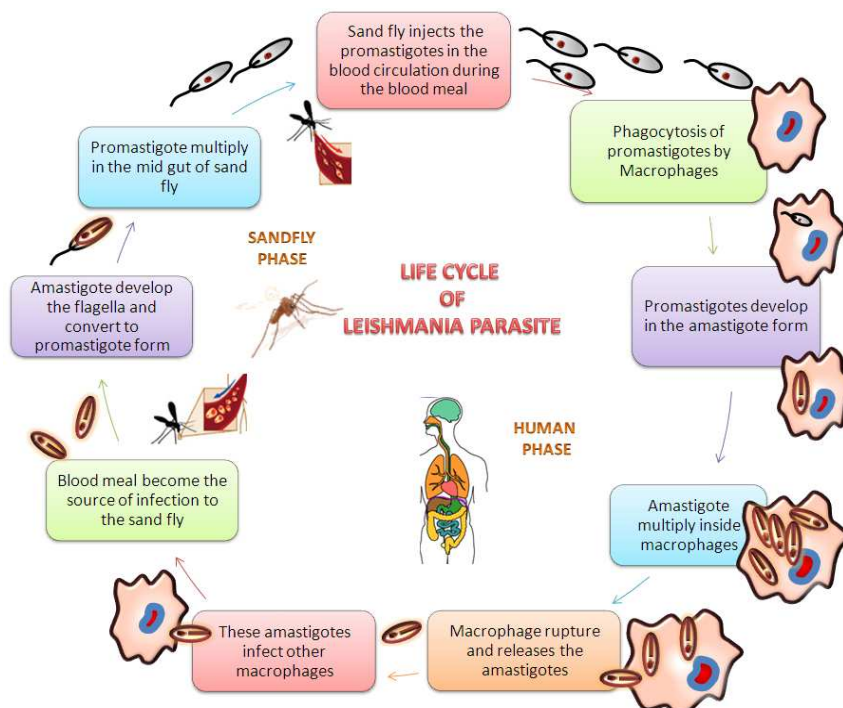 Sand fly injects the
promastigotes in the
blood circulation during
the blood meal
Phagocytosis of
promastigotes by
Macrophages
Promastigotes develop
in the amastigote form
Amastigote
multiply inside
macrophages
Macrophage rupture
and releases the
amastigotes
These amastigotes
infect other
macrophages
Blood meal become the
source of infection to
the sand fly
Amastigote develop
the flagella and
convert to
promastigote form
Promastigote multiply
in the mid gut of sand
fly
SANDFLY
PHASE
LIFE CYCLE
OF
LEISHMANIA PARASITE
HUMAN
PHASE